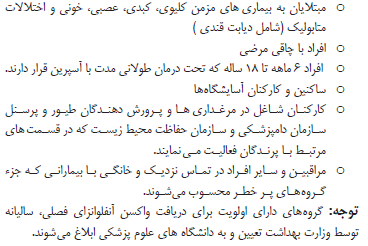 ○ مبتلایان به بیماری های مزمن کلیوی، کبدی، عصبی، خونی و اختلالات
متابولیک (شامل دیابت قندی )
○ افراد با چاقی مرضی
○ افراد ۶ ماهه تا ۱۸ ساله که تحت درمان طولانی مدت با آسپرین قرار دارند.
○ ساکنین و کارکنان آسایشگاه‌ها
○ کارکنان شاغل در مرغداری ها و پرورش دهندگان طیور و پرسنل
سازمان دامپزشکی و سازمان حفاظت محیط زیست که در قسمت های
مرتبط با پرندگان فعالیت می نمایند.
○ مراقبین و سایر افراد در تماس نزدیک و خانگی با بیمارانی که جزء
گروه‌های پر خطر محسوب می‌شوند.
توجه: گروه‌های دارای اولویت برای دریافت واکسن آنفلوانزای فصلی، سالیانه
توسط وزارت بهداشت تعیین و به دانشگاه های علوم پزشکی ابلاغ می‌شوند.